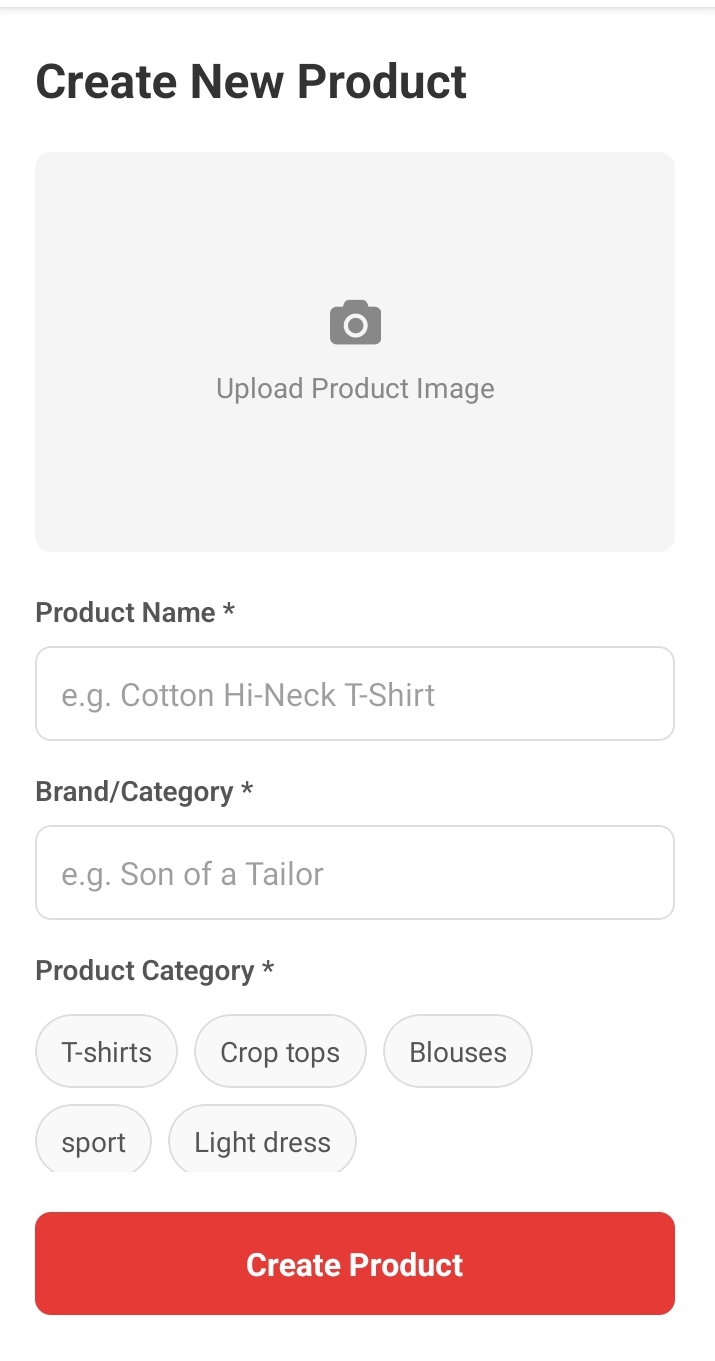 Create New Product
Upload Product Image
Product Name *
e.g. Cotton Hi-Neck T-Shirt
Brand/Category *
e.g. Son of a Tailor
Product Category *
T-shirts Crop tops Blouses
sport Light dress
Create Product